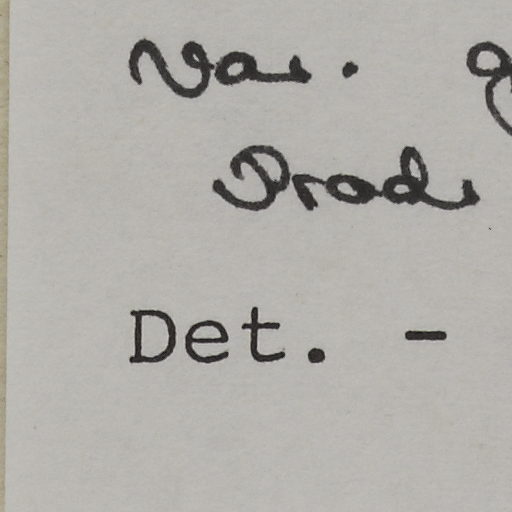 var. g
Prod
Det. -